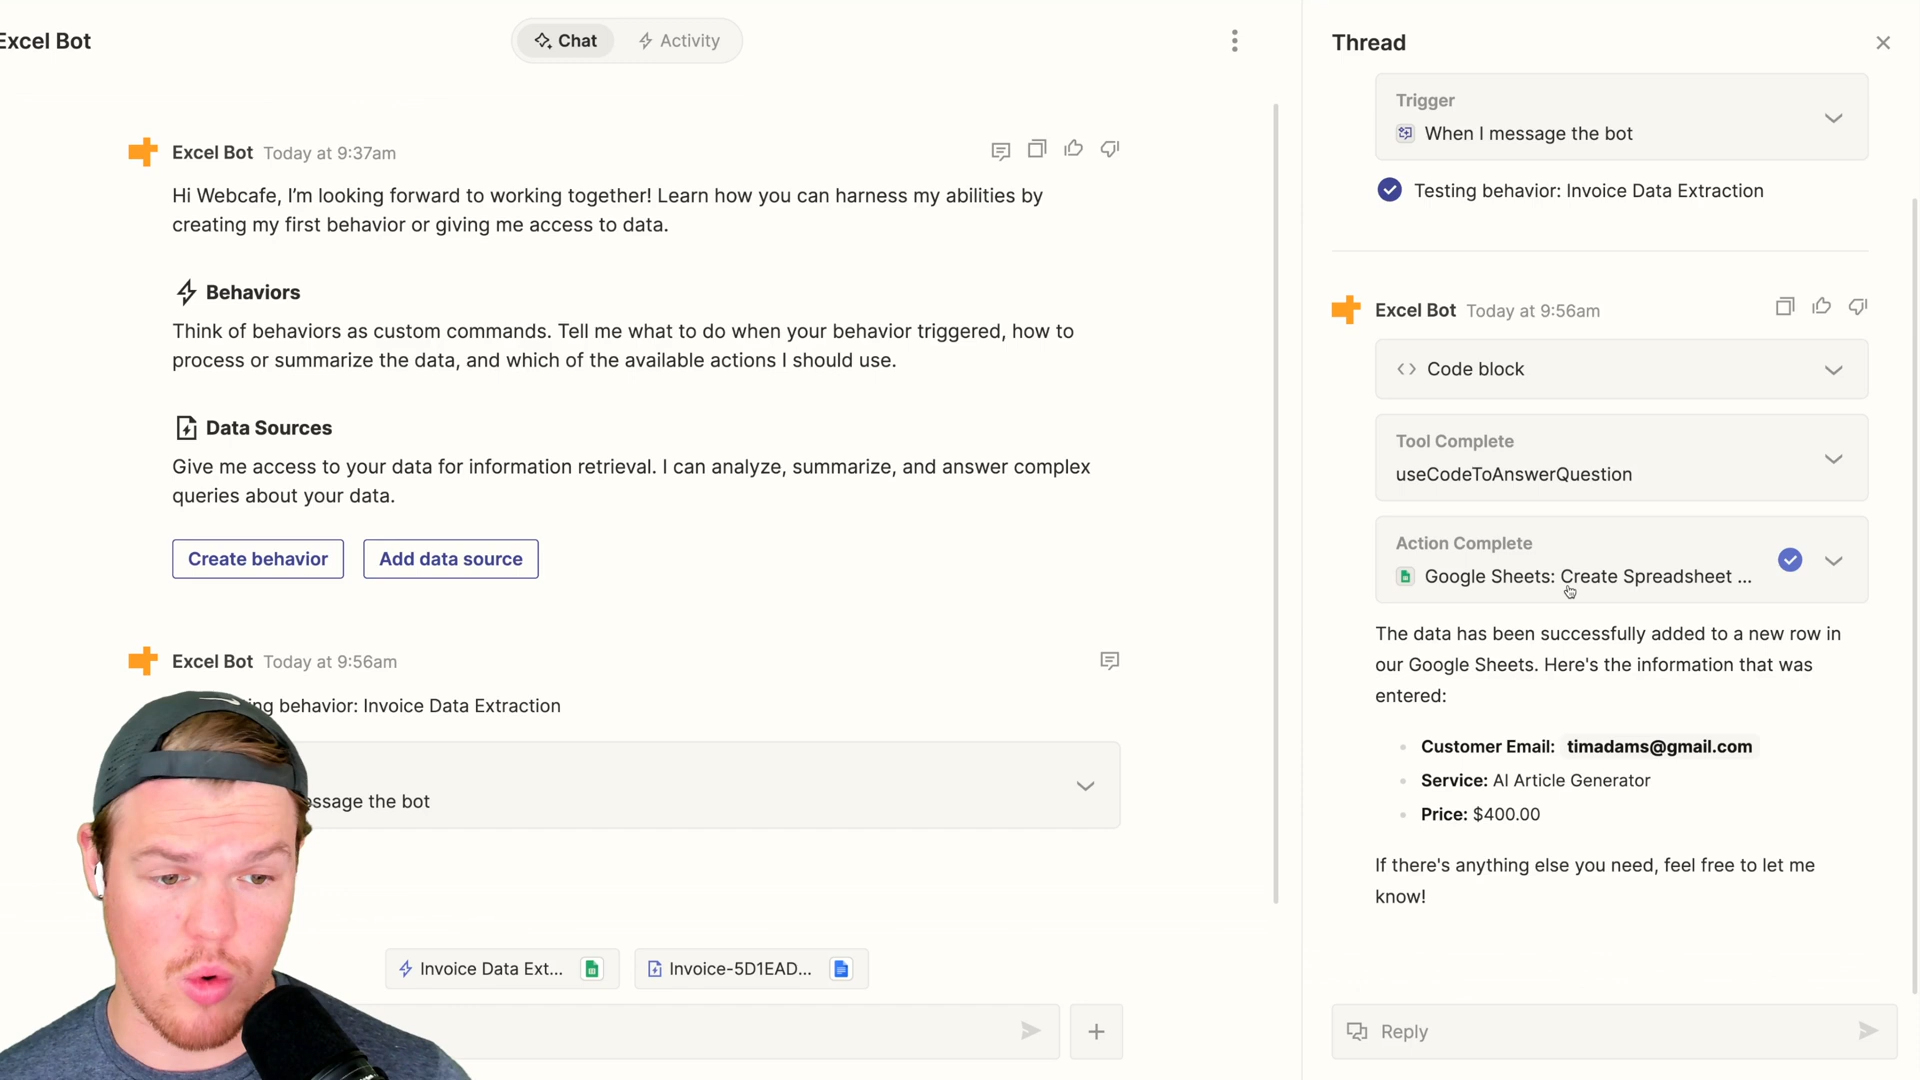 Excel Bot
Chat
Activity
Excel Bot Today at 9:37am
Hi Webcafe, I’m looking forward to working together! Learn how you can harness my abilities by
creating my first behavior or giving me access to data.
Behaviors
Think of behaviors as custom commands. Tell me what to do when your behavior triggered, how to
process or summarize the data, and which of the available actions I should use.
Data Sources
Give me access to your data for information retrieval. I can analyze, summarize, and answer complex
queries about your data.
Create behavior
Add data source
Excel Bot Today at 9:56am
behavior: Invoice Data Extraction
the bot
Invoice Data Ext...
Invoice-5D1EAD...
Thread
Trigger
When I message the bot
Testing behavior: Invoice Data Extraction
Excel Bot Today at 9:56am
Code block
Tool Complete
useCodeToAnswerQuestion
Action Complete
Google Sheets: Create Spreadsheet ...
The data has been successfully added to a new row in
our Google Sheets. Here's the information that was
entered:
Customer Email: timadams@gmail.com
Service: AI Article Generator
Price: $400.00
If there's anything else you need, feel free to let me
know!
Reply